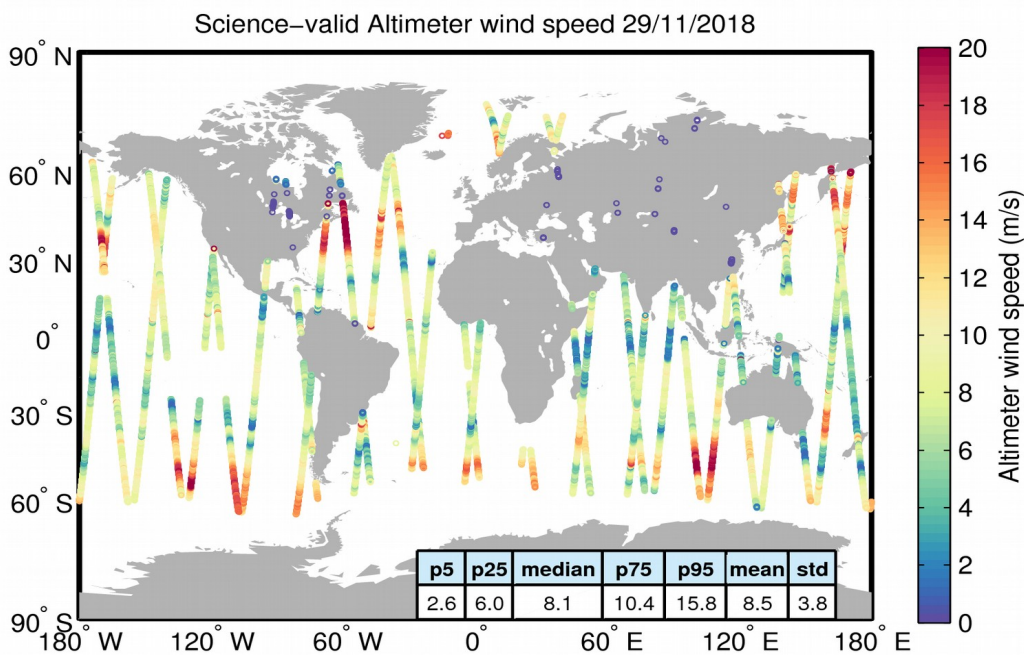 Science−valid Altimeter wind speed 29/11/2018
90° N
60° N
30° N
0°
30° S
60° S
90° S
180° W
120° W
60° W
0°
60° E
120° E
180° E
p5 p25 median p75 p95 mean std
2.6 6.0 8.1 10.4 15.8 8.5 3.8
20
18
16
14
12
10
8
6
4
2
0
Altimeter wind speed (m/s)